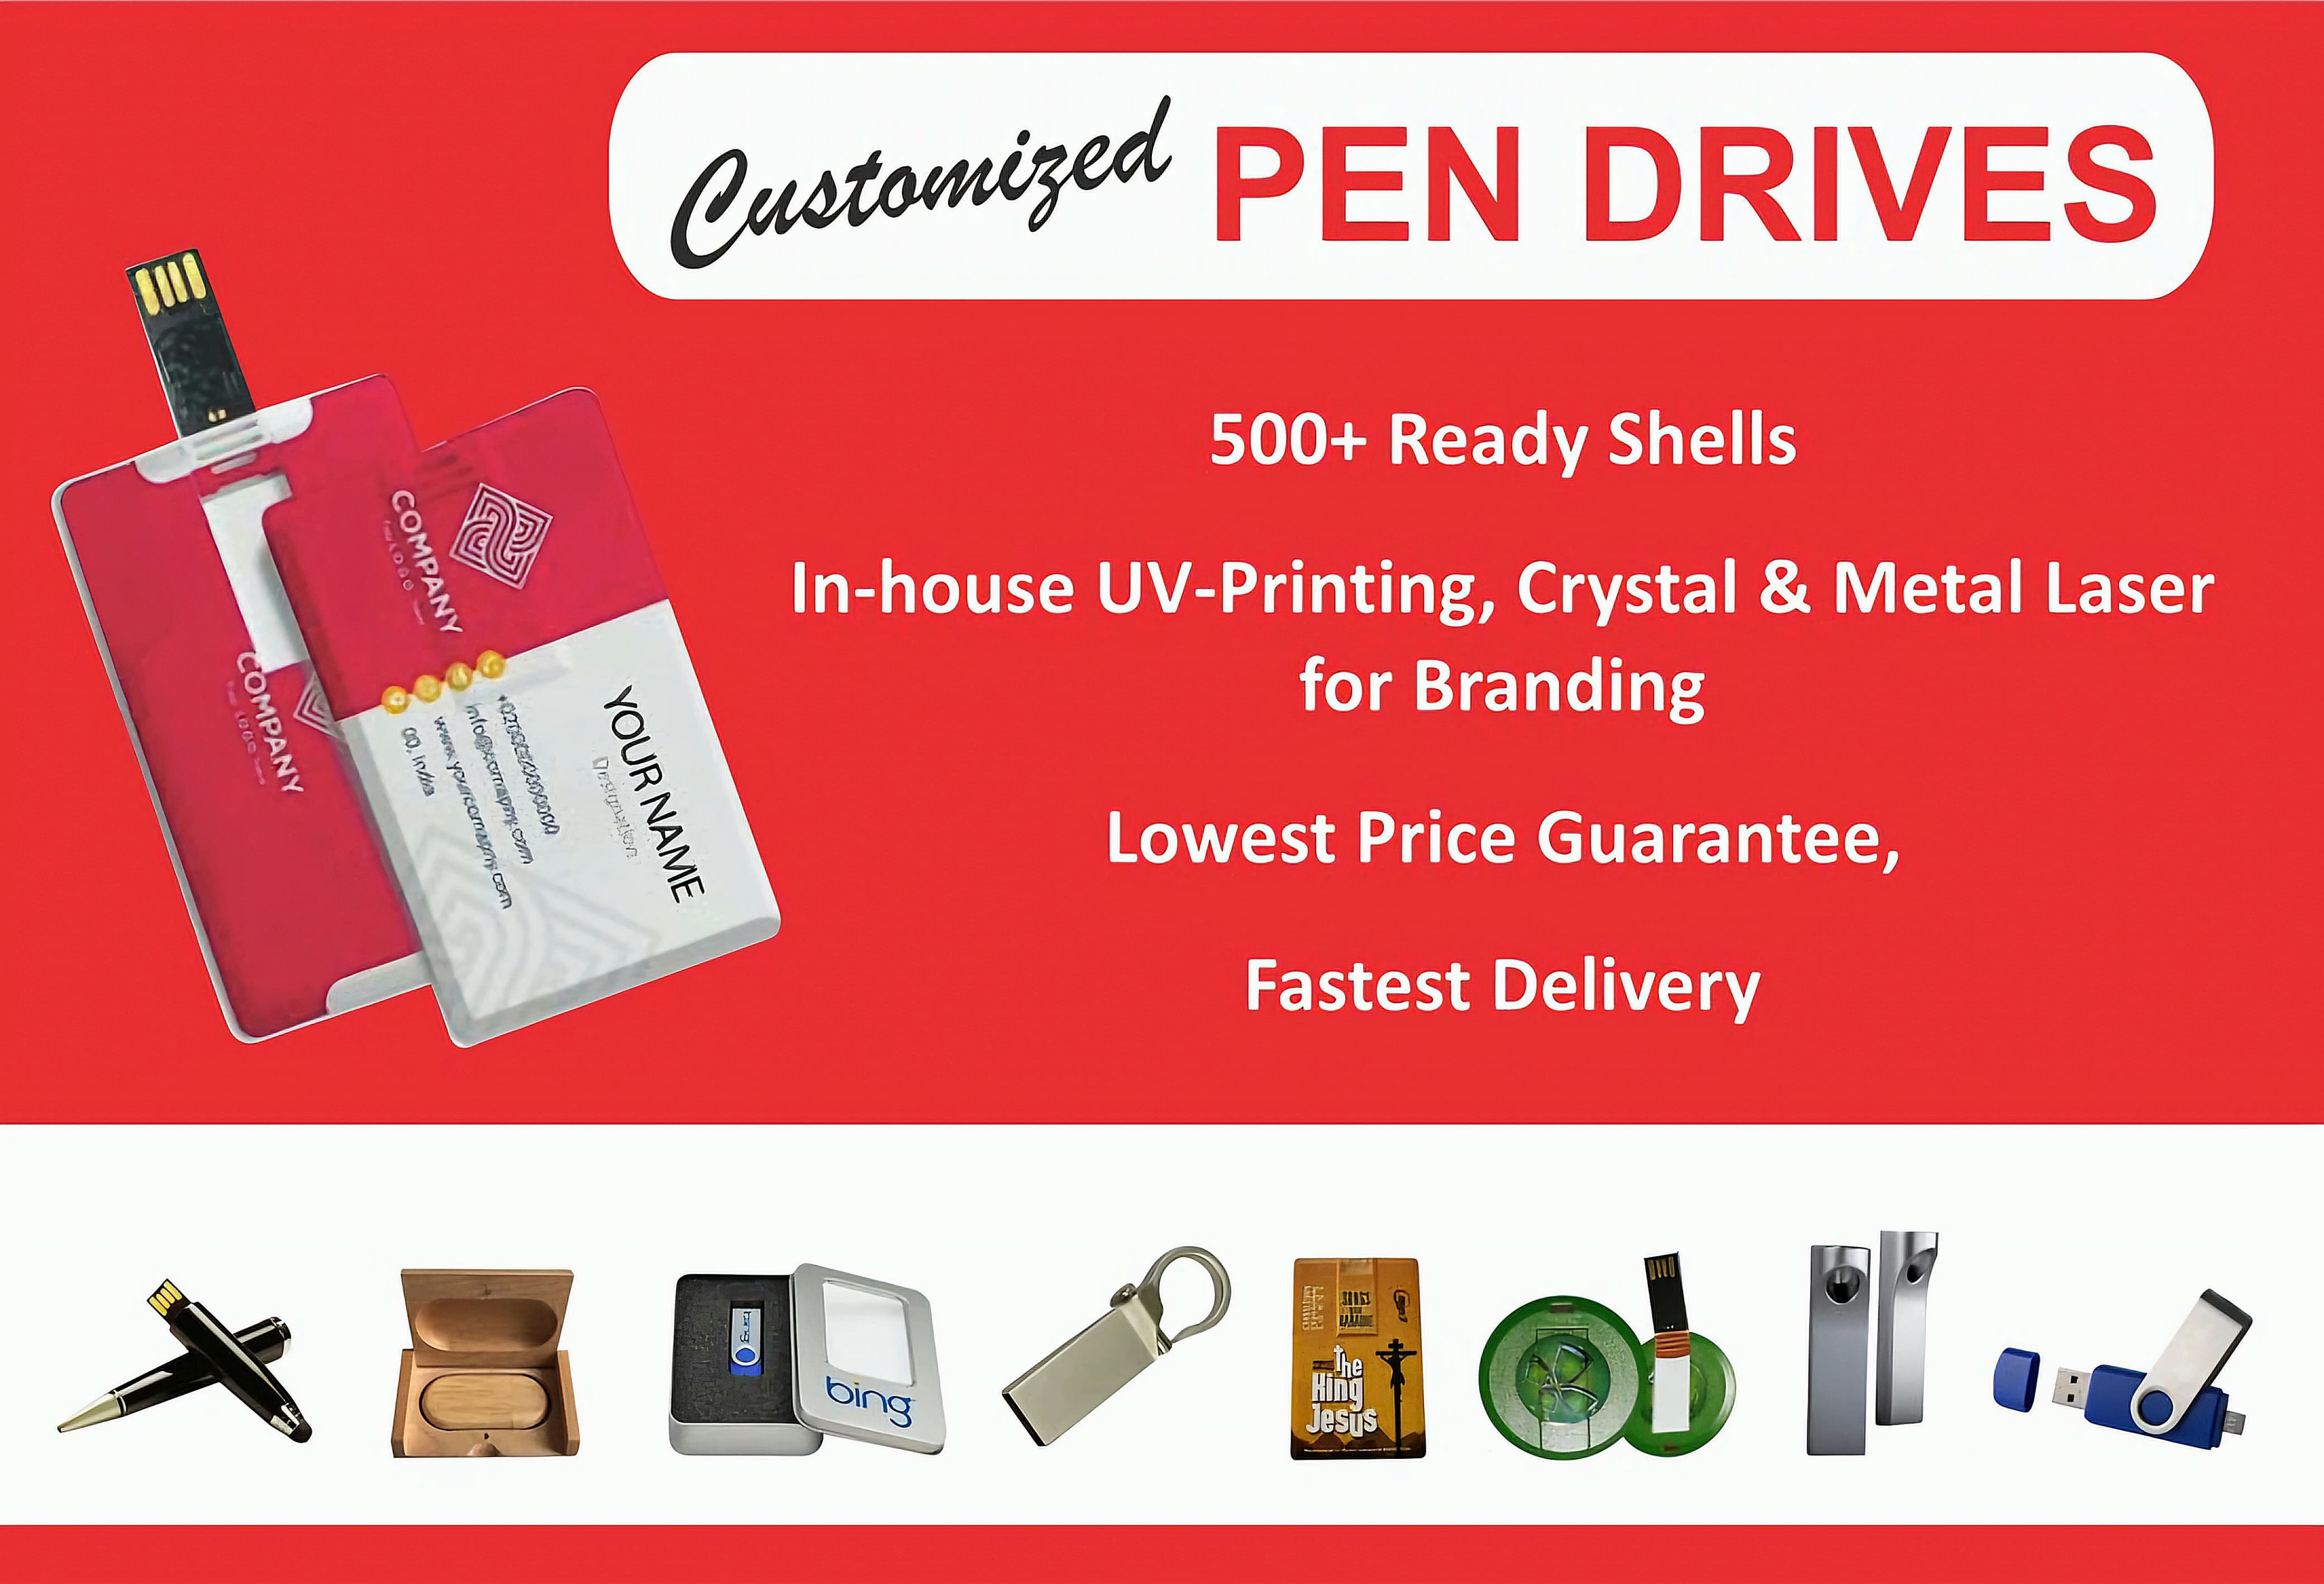 Customized PEN DRIVES
500+ Ready Shells
In-house UV-Printing, Crystal & Metal Laser
for Branding
Lowest Price Guarantee,
Fastest Delivery
COMPANY
COMPANY
YOUR NAME
bing
the
King
Jesus